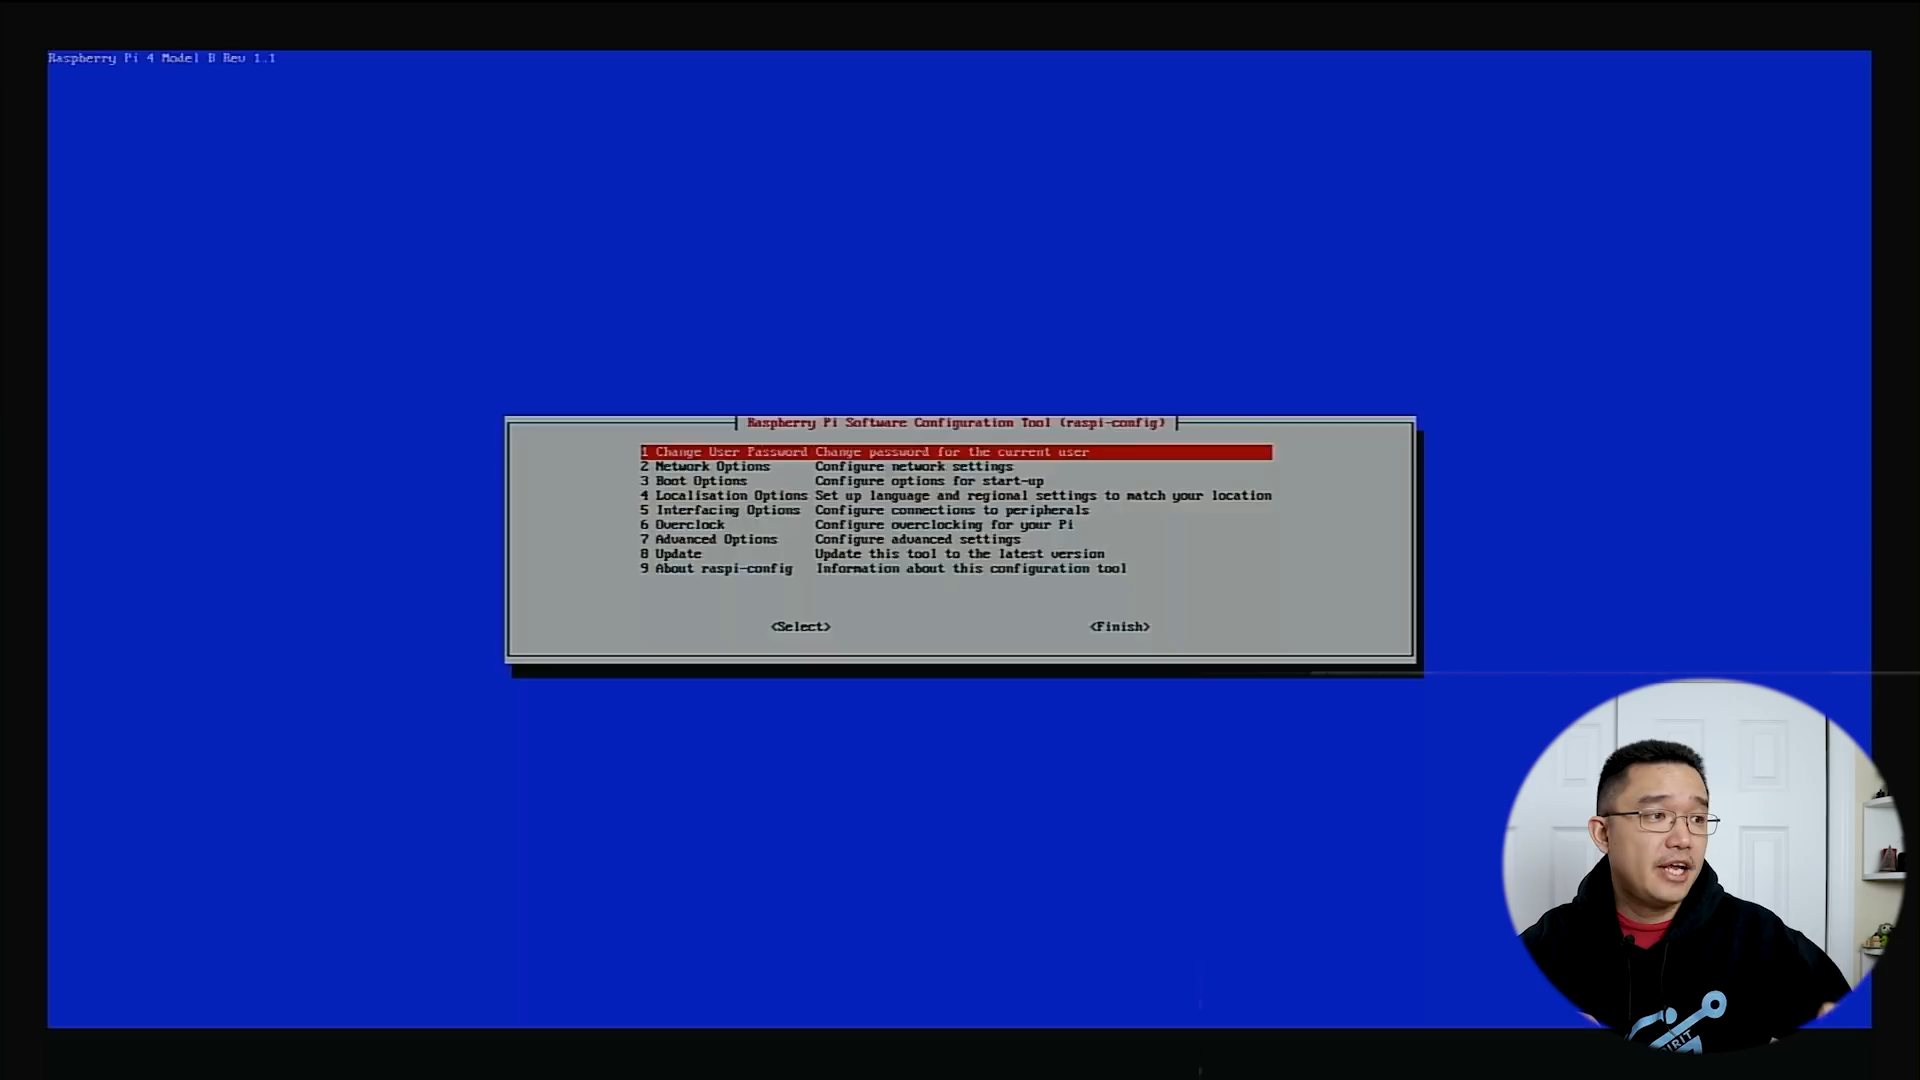 Raspberry Pi 4 Model B Rev 1.1
Raspberry Pi Software Configuration Tool (raspi-config)
1 Change User Password Change password for the current user
2 Network Options Configure network settings
3 Boot Options Configure options for start-up
4 Localisation Options Set up language and regional settings to match your location
5 Interfacing Options Configure connections to peripherals
6 Overclock Configure overclocking for your Pi
7 Advanced Options Configure advanced settings
8 Update Update this tool to the latest version
9 About raspi-config Information about this configuration tool
<Select> <Finish>